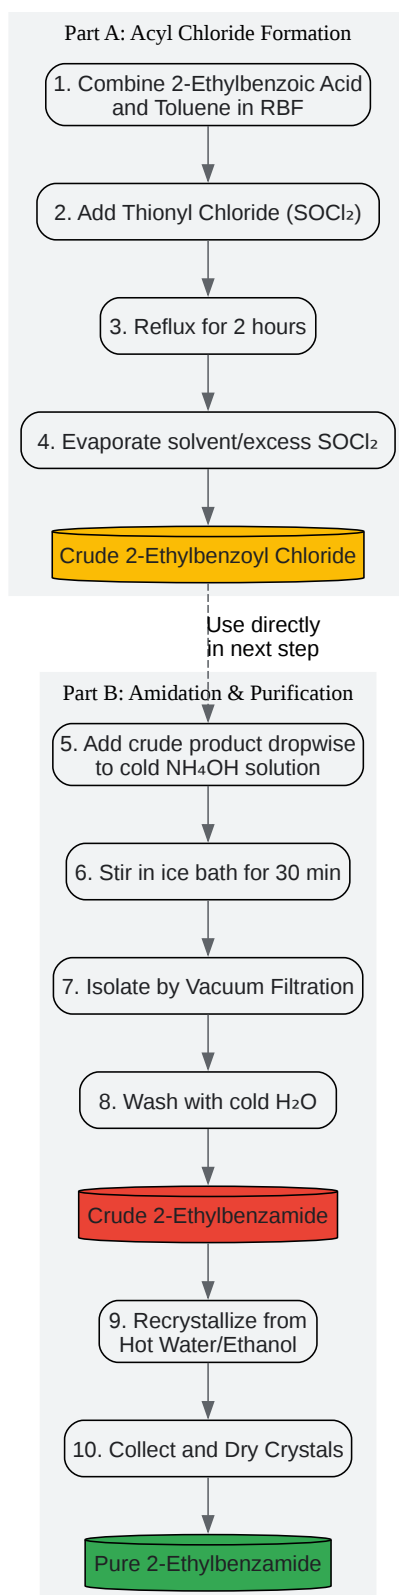 Part A: Acyl Chloride Formation
1. Combine 2-Ethylbenzoic Acid
and Toluene in RBF
2. Add Thionyl Chloride (SOCl₂)
3. Reflux for 2 hours
4. Evaporate solvent/excess SOCl₂
Crude 2-Ethylbenzoyl Chloride
Use directly
in next step
Part B: Amidation & Purification
5. Add crude product dropwise
to cold NH₄OH solution
6. Stir in ice bath for 30 min
7. Isolate by Vacuum Filtration
8. Wash with cold H₂O
Crude 2-Ethylbenzamide
9. Recrystallize from
Hot Water/Ethanol
10. Collect and Dry Crystals
Pure 2-Ethylbenzamide